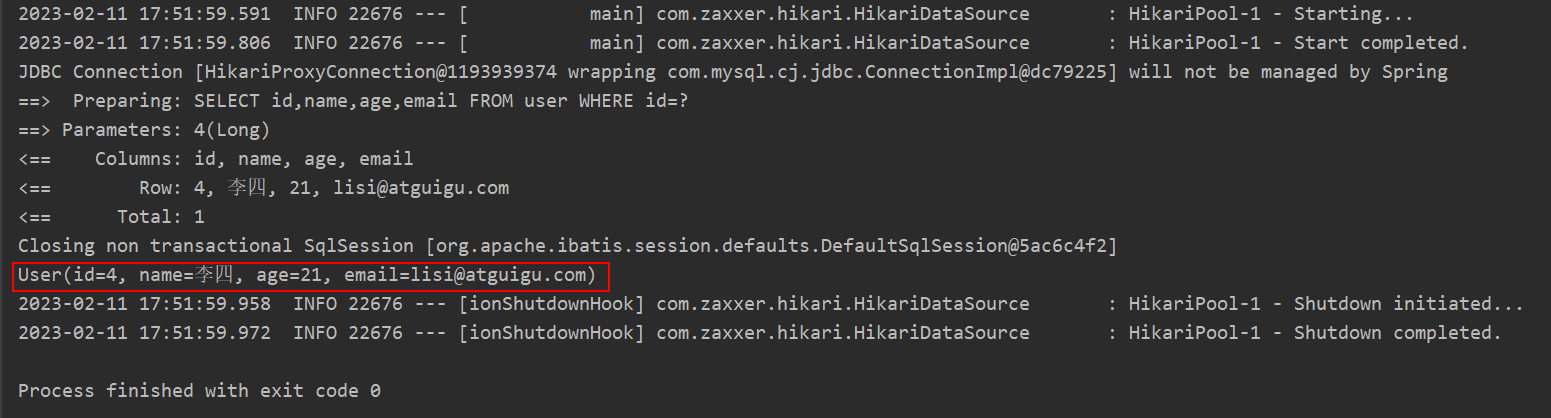 2023-02-11 17:51:59.591  INFO 22676 --- [           main] com.zaxxer.hikari.HikariDataSource       : HikariPool-1 - Starting...
2023-02-11 17:51:59.806  INFO 22676 --- [           main] com.zaxxer.hikari.HikariDataSource       : HikariPool-1 - Start completed.
JDBC Connection [HikariProxyConnection@1193939374 wrapping com.mysql.cj.jdbc.ConnectionImpl@dc79225] will not be managed by Spring
==>  Preparing: SELECT id,name,age,email FROM user WHERE id=?
==> Parameters: 4(Long)
<==    Columns: id, name, age, email
<==        Row: 4, 李四, 21, lisi@atguigu.com
<==      Total: 1
Closing non transactional SqlSession [org.apache.ibatis.session.defaults.DefaultSqlSession@5ac6c4f2]
User(id=4, name=李四, age=21, email=lisi@atguigu.com)
2023-02-11 17:51:59.958  INFO 22676 --- [ionShutdownHook] com.zaxxer.hikari.HikariDataSource       : HikariPool-1 - Shutdown initiated...
2023-02-11 17:51:59.972  INFO 22676 --- [ionShutdownHook] com.zaxxer.hikari.HikariDataSource       : HikariPool-1 - Shutdown completed.
Process finished with exit code 0